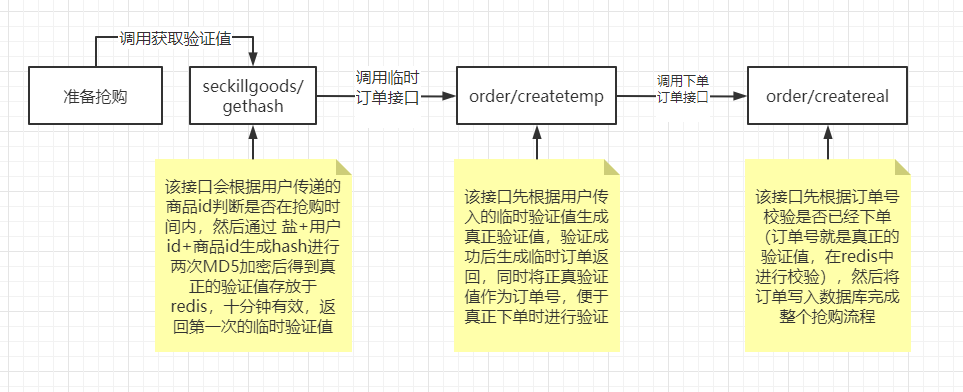 调用获取验证值
准备抢购
seckillgoods/
gethash
调用临时
订单接口
order/createtemp
调用下单
订单接口
order/createreal
该接口会根据用户传递的
商品id判断是否在抢购时
间内，然后通过 盐+用户
id+商品id生成hash进行
两次MD5加密后得到真
正的验证值存放于
redis，十分钟有效，返
回第一次的临时验证值
该接口先根据用户传
入的临时验证值生成
真正验证值，验证成
功后生成临时订单返
回，同时将正真验证
值作为订单号，便于
真正下单时进行验证
该接口先根据订单号
校验是否已经下单
（订单号就是真正的
验证值，在redis中
进行校验），然后将
订单写入数据库完成
整个抢购流程